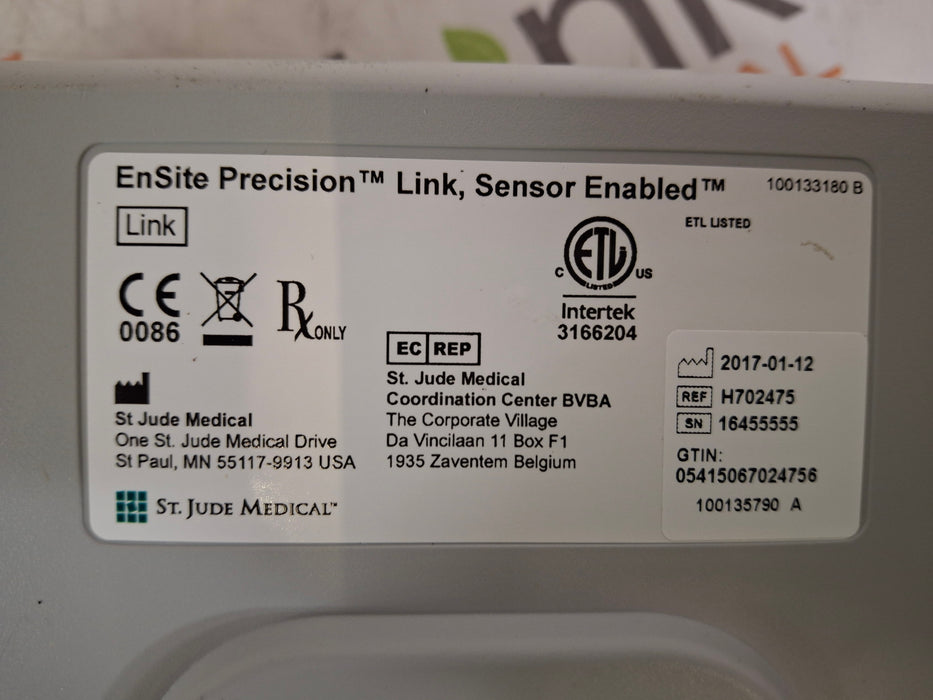 EnSite Precision™ Link, Sensor Enabled™
100133180 B
Link
ETL LISTED
C ETL US
LISTED
Intertek
3166204
CE
0086
Rx ONLY
EC REP
St. Jude Medical
Coordination Center BVBA
The Corporate Village
Da Vincilaan 11 Box F1
1935 Zaventem Belgium
St Jude Medical
One St. Jude Medical Drive
St Paul, MN 55117-9913 USA
ST. JUDE MEDICAL™
2017-01-12
REF H702475
SN 16455555
GTIN:
05415067024756
100135790 A